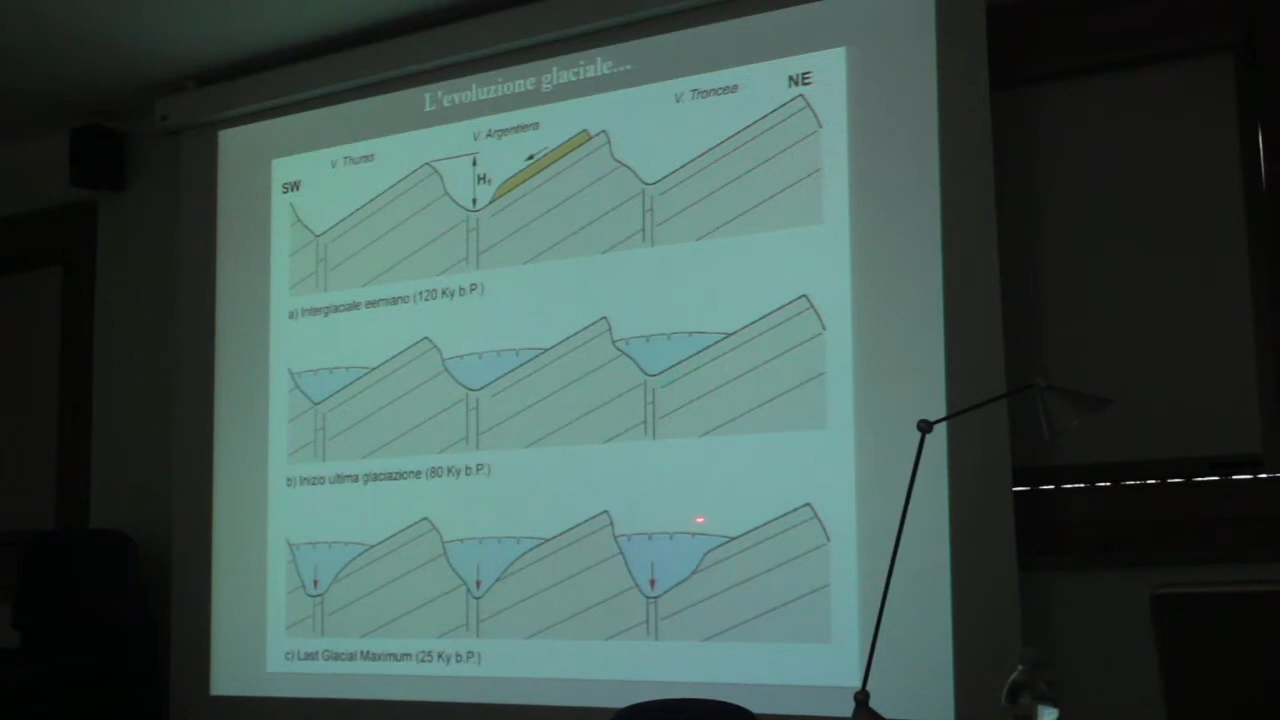 L'evoluzione glaciale...
NE
V. Troncea
V. Argentiera
V. Thuras
SW
H₁
a) Interglaciale eemiano (120 Ky b.P.)
b) Inizio ultima glaciazione (80 Ky b.P.)
c) Last Glacial Maximum (25 Ky b.P.)